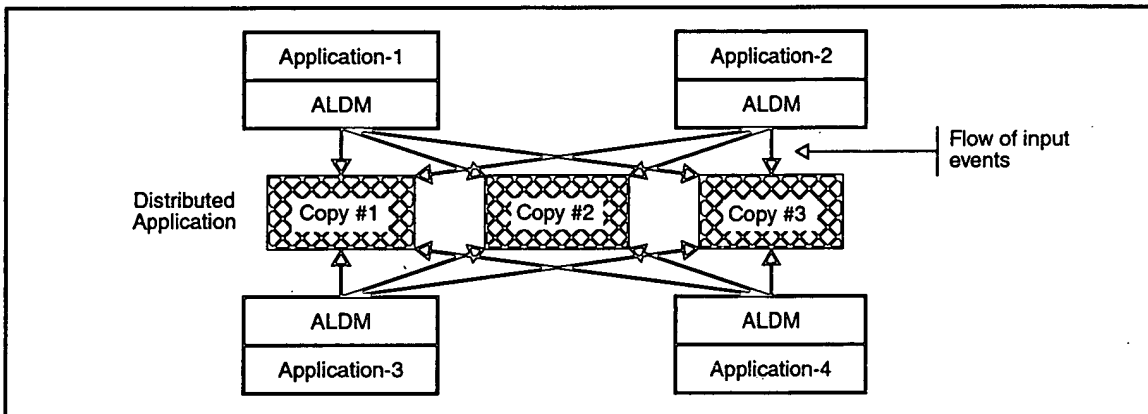 Application-1
Application-2
ALDM
ALDM
Flow of input
events
Distributed
Application
Copy #1
Copy #2
Copy #3
ALDM
ALDM
Application-3
Application-4